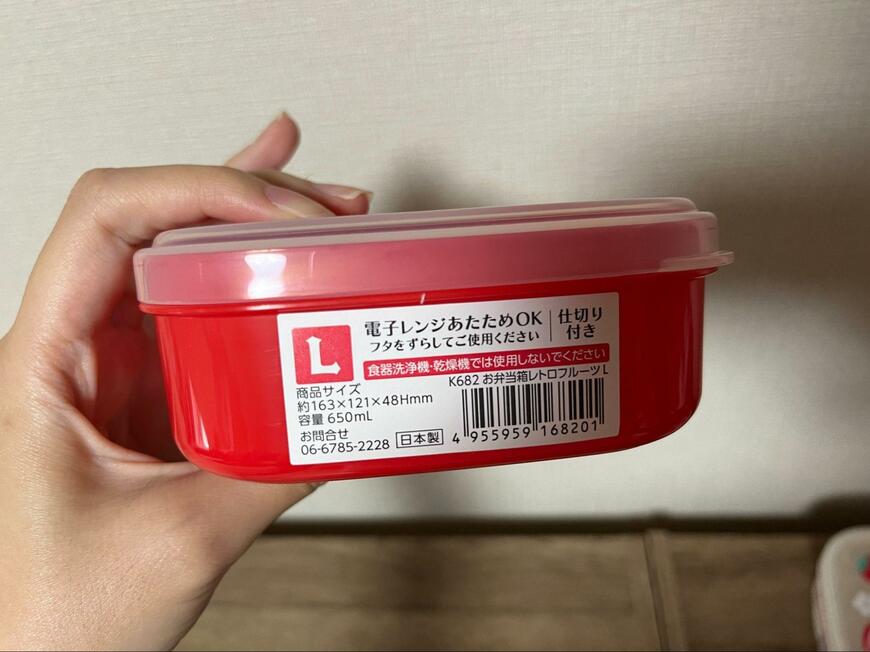 L
電子レンジあたためOK
フタをずらしてご使用ください
仕切り
付き
食器洗浄機・乾燥機では使用しないでください
K682 お弁当箱レトロフルーツ L
商品サイズ
約163×121×48Hmm
容量 650mL
お問合せ
06-6785-2228
日本製
4 955959 168201